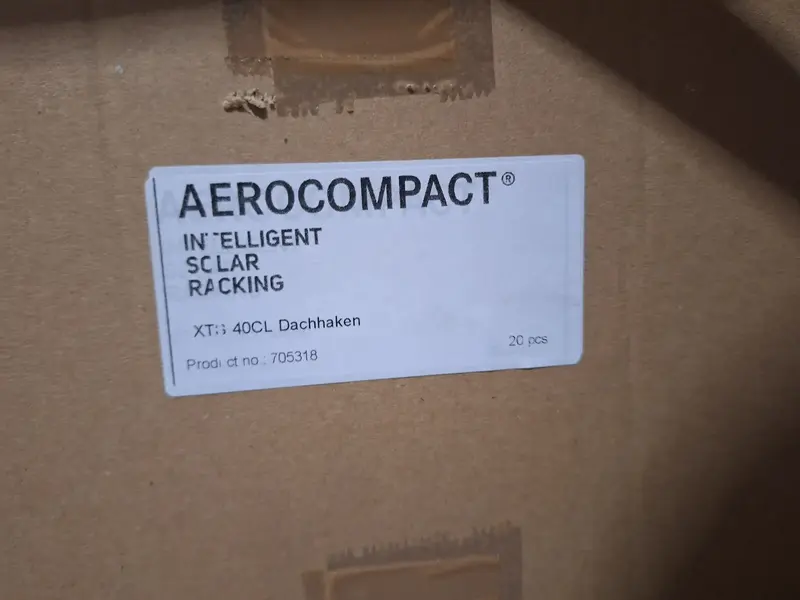 AEROCOMPACT®
INTELLIGENT
SOLAR
RACKING
40CL Dachhaken
Product no.: 705318
20 pcs